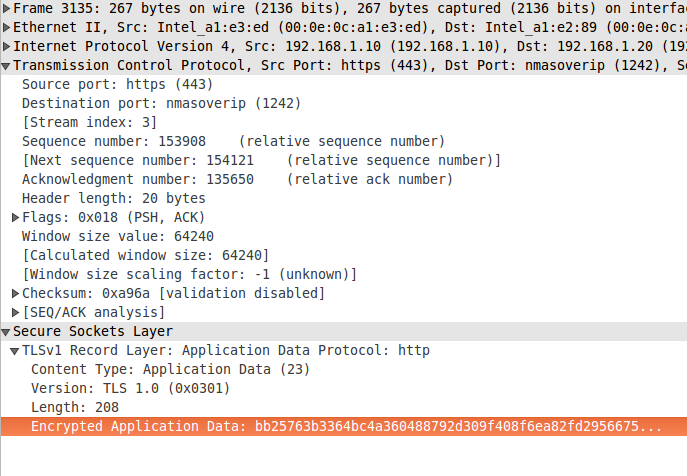 Frame 3135: 267 bytes on wire (2136 bits), 267 bytes captured (2136 bits) on interfac
Ethernet II, Src: Intel_a1:e3:ed (00:0e:0c:a1:e3:ed), Dst: Intel_a1:e2:89 (00:0e:0c:a
Internet Protocol Version 4, Src: 192.168.1.10 (192.168.1.10), Dst: 192.168.1.20 (19
Transmission Control Protocol, Src Port: https (443), Dst Port: nmasoverip (1242), Se
Source port: https (443)
Destination port: nmasoverip (1242)
[Stream index: 3]
Sequence number: 153908    (relative sequence number)
[Next sequence number: 154121    (relative sequence number)]
Acknowledgment number: 135650    (relative ack number)
Header length: 20 bytes
Flags: 0x018 (PSH, ACK)
Window size value: 64240
[Calculated window size: 64240]
[Window size scaling factor: -1 (unknown)]
Checksum: 0xa96a [validation disabled]
[SEQ/ACK analysis]
Secure Sockets Layer
TLSv1 Record Layer: Application Data Protocol: http
Content Type: Application Data (23)
Version: TLS 1.0 (0x0301)
Length: 208
Encrypted Application Data: bb25763b3364bc4a360488792d309f408f6ea82fd2956675...